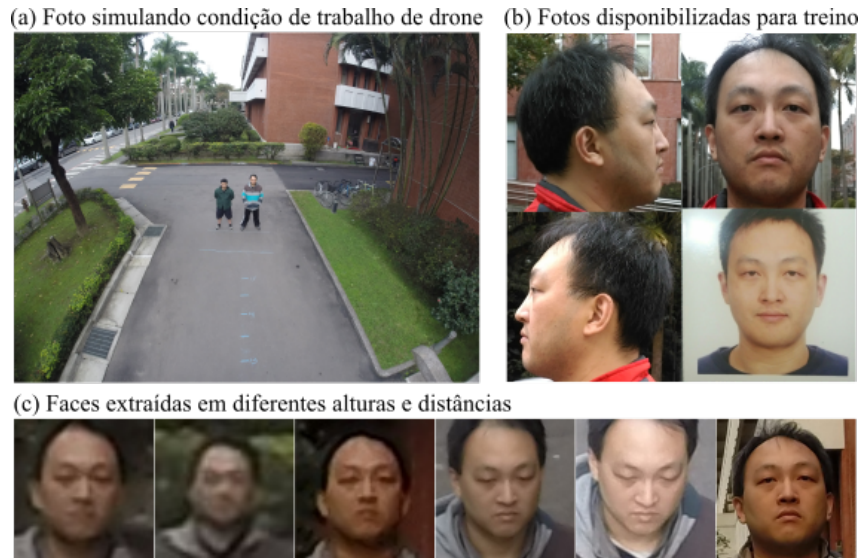 (a) Foto simulando condição de trabalho de drone
(b) Fotos disponibilizadas para treino
(c) Faces extraídas em diferentes alturas e distâncias